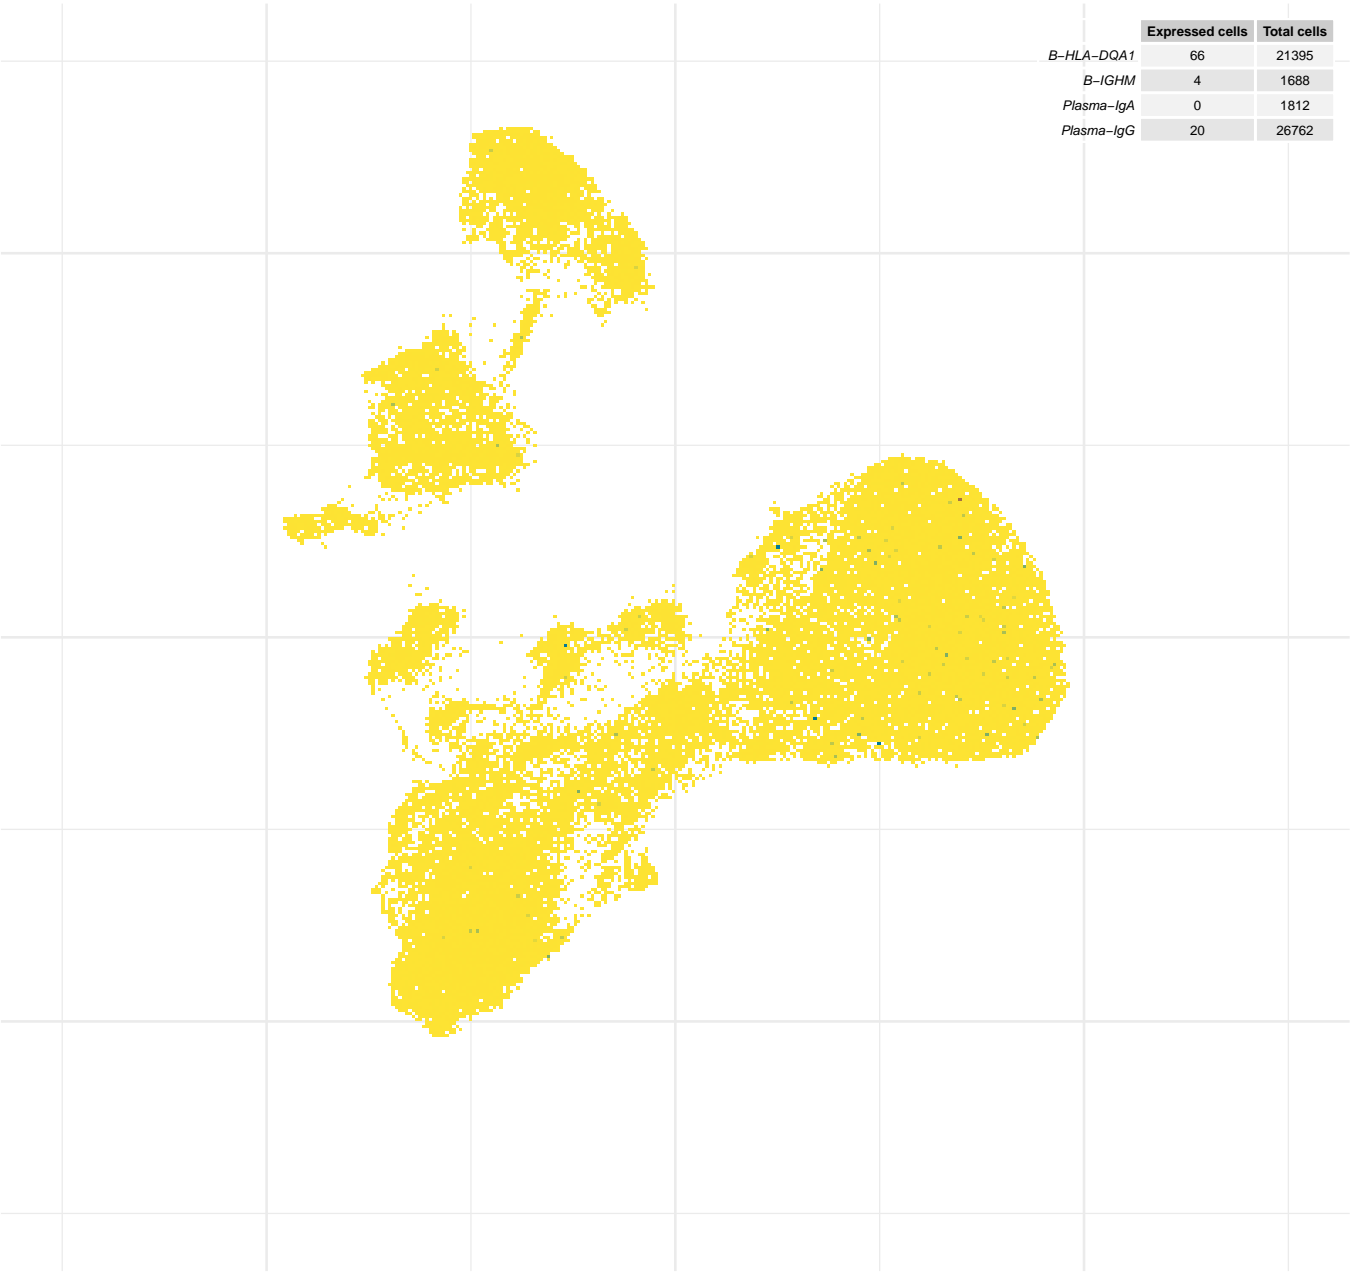 Expressed cells Total cells
B−HLA−DQA1 66 21395
B−IGHM 4 1688
Plasma−IgA 0 1812
Plasma−IgG 20 26762